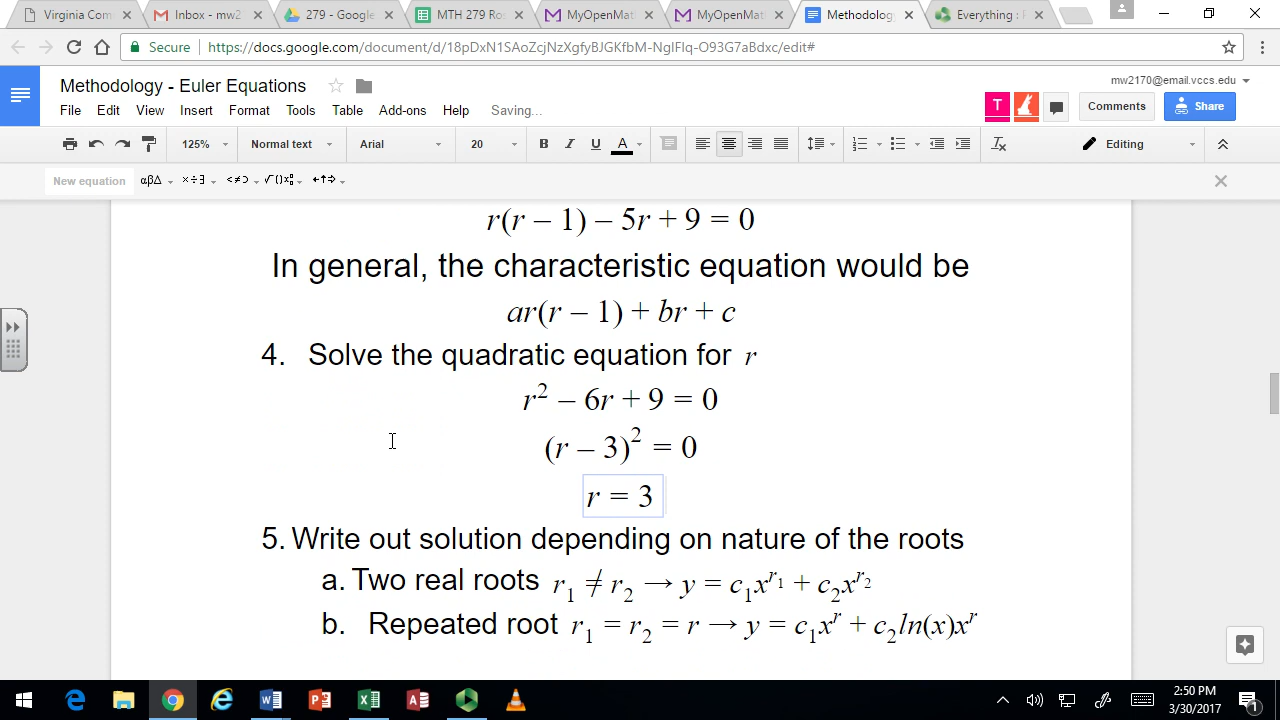 Virginia Co
Inbox - mw2
279 - Google
MTH 279 Ro
MyOpenMat
MyOpenMat
Methodolog
Everything :
Secure
https://docs.google.com/document/d/18pDxN1SAoZcjNzXgfyBJGKfbM-NglFlq-O93G7aBdxc/edit#
Methodology - Euler Equations
mw2170@email.vccs.edu
File Edit View Insert Format Tools Table Add-ons Help Saving...
T
Comments
Share
125% Normal text Arial 20 B I U A Editing
New equation αβΔ ×÷∃ <≠⊃ √()
r(r – 1) – 5r + 9 = 0
In general, the characteristic equation would be
ar(r – 1) + br + c
4. Solve the quadratic equation for r
r² – 6r + 9 = 0
(r – 3)² = 0
r = 3
5. Write out solution depending on nature of the roots
a. Two real roots r₁ ≠ r₂ → y = c₁x^r₁ + c₂x^r₂
b. Repeated root r₁ = r₂ = r → y = c₁x^r + c₂ln(x)x^r
2:50 PM
3/30/2017
1